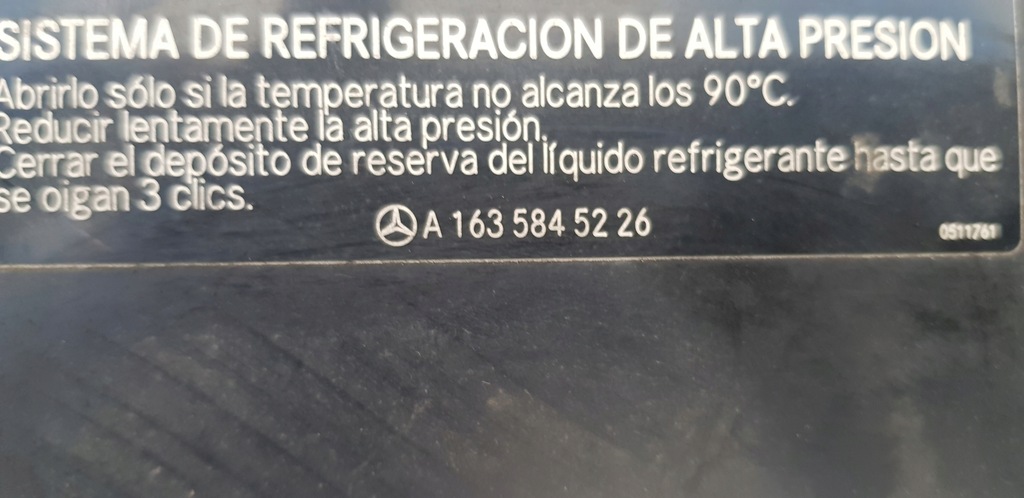 SISTEMA DE REFRIGERACION DE ALTA PRESION
Abrirlo sólo si la temperatura no alcanza los 90°C.
Reducir lentamente la alta presión.
Cerrar el depósito de reserva del líquido refrigerante hasta que
se oigan 3 clics.
A 163 584 52 26
0511761